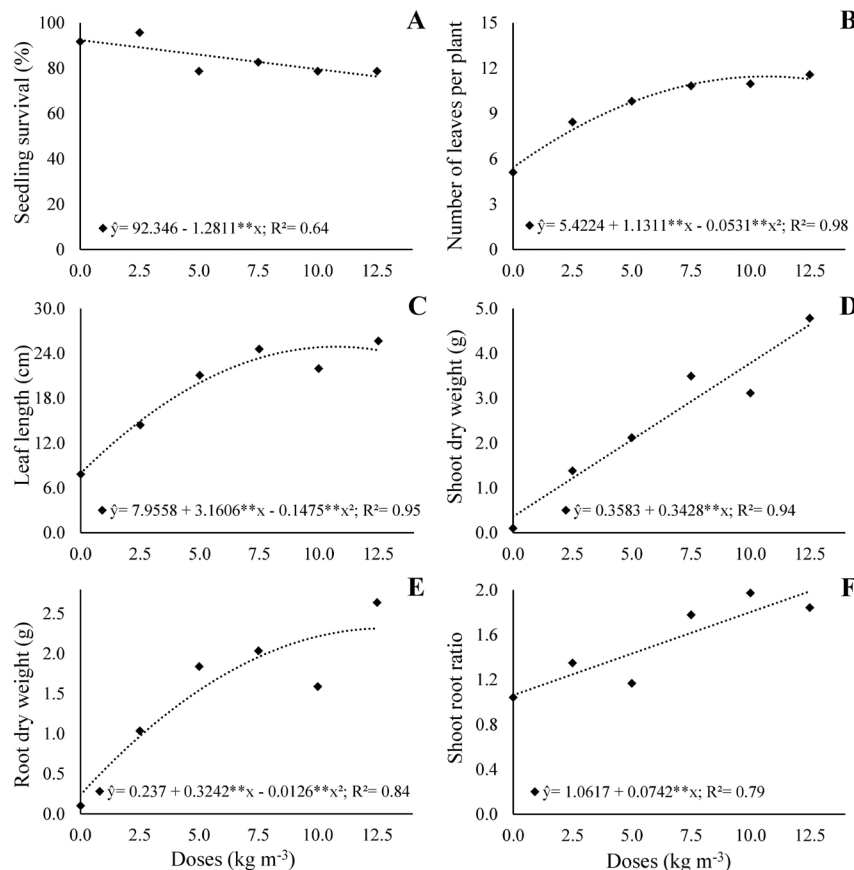 A
Seedling survival (%)
100
80
60
40
20
0
◆ ŷ= 92.346 - 1.2811**x; R²= 0.64
0.0 2.5 5.0 7.5 10.0 12.5
B
Number of leaves per plant
15
12
9
6
3
0
◆ ŷ= 5.4224 + 1.1311**x - 0.0531**x²; R²= 0.98
0.0 2.5 5.0 7.5 10.0 12.5
C
Leaf length (cm)
30.0
24.0
18.0
12.0
6.0
0.0
◆ ŷ= 7.9558 + 3.1606**x - 0.1475**x²; R²= 0.95
0.0 2.5 5.0 7.5 10.0 12.5
D
Shoot dry weight (g)
5.0
4.0
3.0
2.0
1.0
0.0
◆ ŷ= 0.3583 + 0.3428**x; R²= 0.94
0.0 2.5 5.0 7.5 10.0 12.5
E
Root dry weight (g)
2.5
2.0
1.5
1.0
0.5
0.0
◆ ŷ= 0.237 + 0.3242**x - 0.0126**x²; R²= 0.84
0.0 2.5 5.0 7.5 10.0 12.5
Doses (kg m⁻³)
F
Shoot root ratio
2.0
1.6
1.2
0.8
0.4
0.0
◆ ŷ= 1.0617 + 0.0742**x; R²= 0.79
0.0 2.5 5.0 7.5 10.0 12.5
Doses (kg m⁻³)